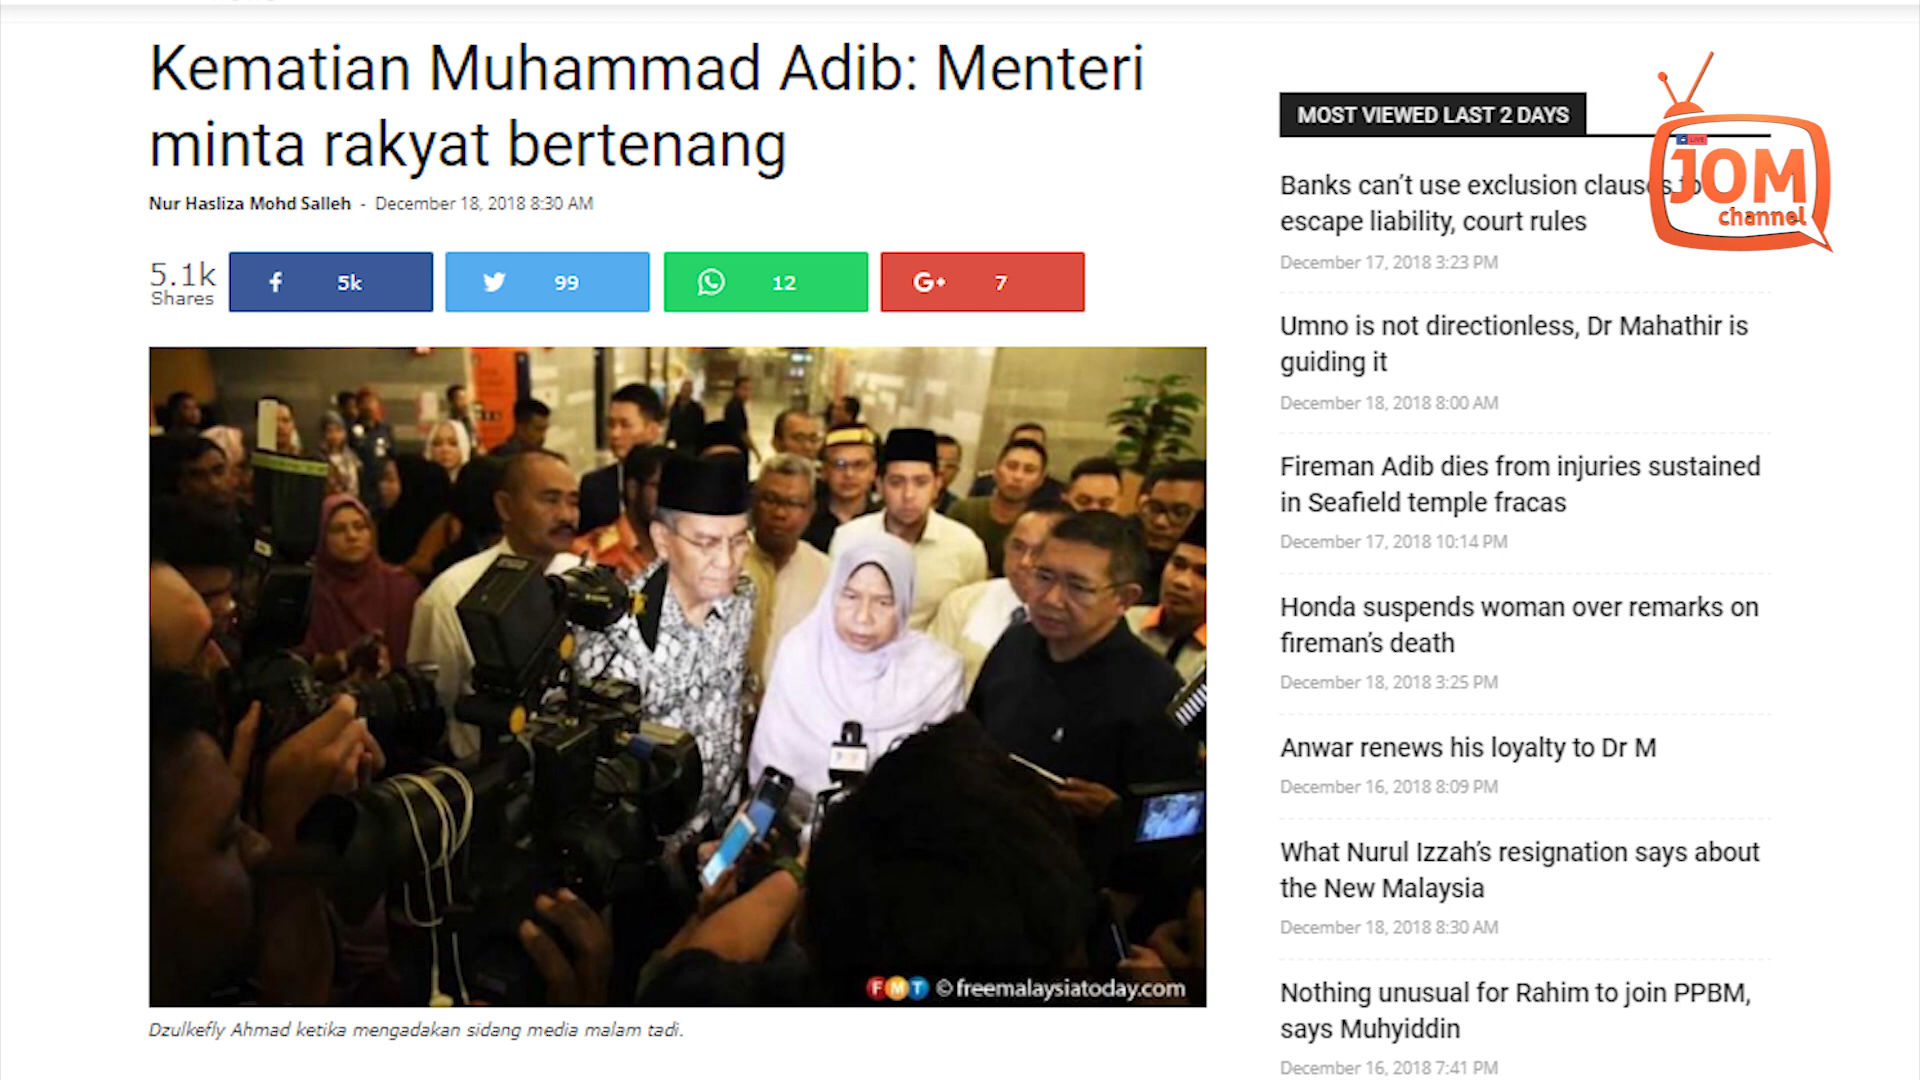 Kematian Muhammad Adib: Menteri
minta rakyat bertenang
Nur Hasliza Mohd Salleh - December 18, 2018 8:30 AM
5.1k
Shares
5k
99
12
G+ 7
FMT © freemalaysiatoday.com
Dzulkefly Ahmad ketika mengadakan sidang media malam tadi.
MOST VIEWED LAST 2 DAYS
LIVE
JOM
channel
Banks can't use exclusion clauses to
escape liability, court rules
December 17, 2018 3:23 PM
Umno is not directionless, Dr Mahathir is
guiding it
December 18, 2018 8:00 AM
Fireman Adib dies from injuries sustained
in Seafield temple fracas
December 17, 2018 10:14 PM
Honda suspends woman over remarks on
fireman's death
December 18, 2018 3:25 PM
Anwar renews his loyalty to Dr M
December 16, 2018 8:09 PM
What Nurul Izzah's resignation says about
the New Malaysia
December 18, 2018 8:30 AM
Nothing unusual for Rahim to join PPBM,
says Muhyiddin
December 16, 2018 7:41 PM